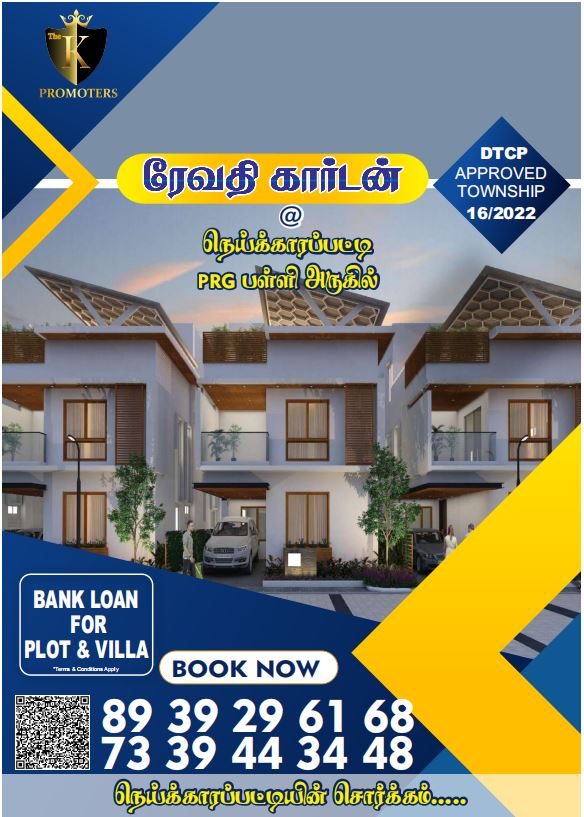 The
K
PROMOTERS
ரேவதி கார்டன்
DTCP
APPROVED
TOWNSHIP
16/2022
@
நெய்க்காரப்பட்டி
PRG பள்ளி அருகில்
BANK LOAN
FOR
PLOT & VILLA
*Terms & Conditions Apply
BOOK NOW
89 39 29 61 68
73 39 44 34 48
நெய்க்காரப்பட்டியின் சொர்க்கம்.....